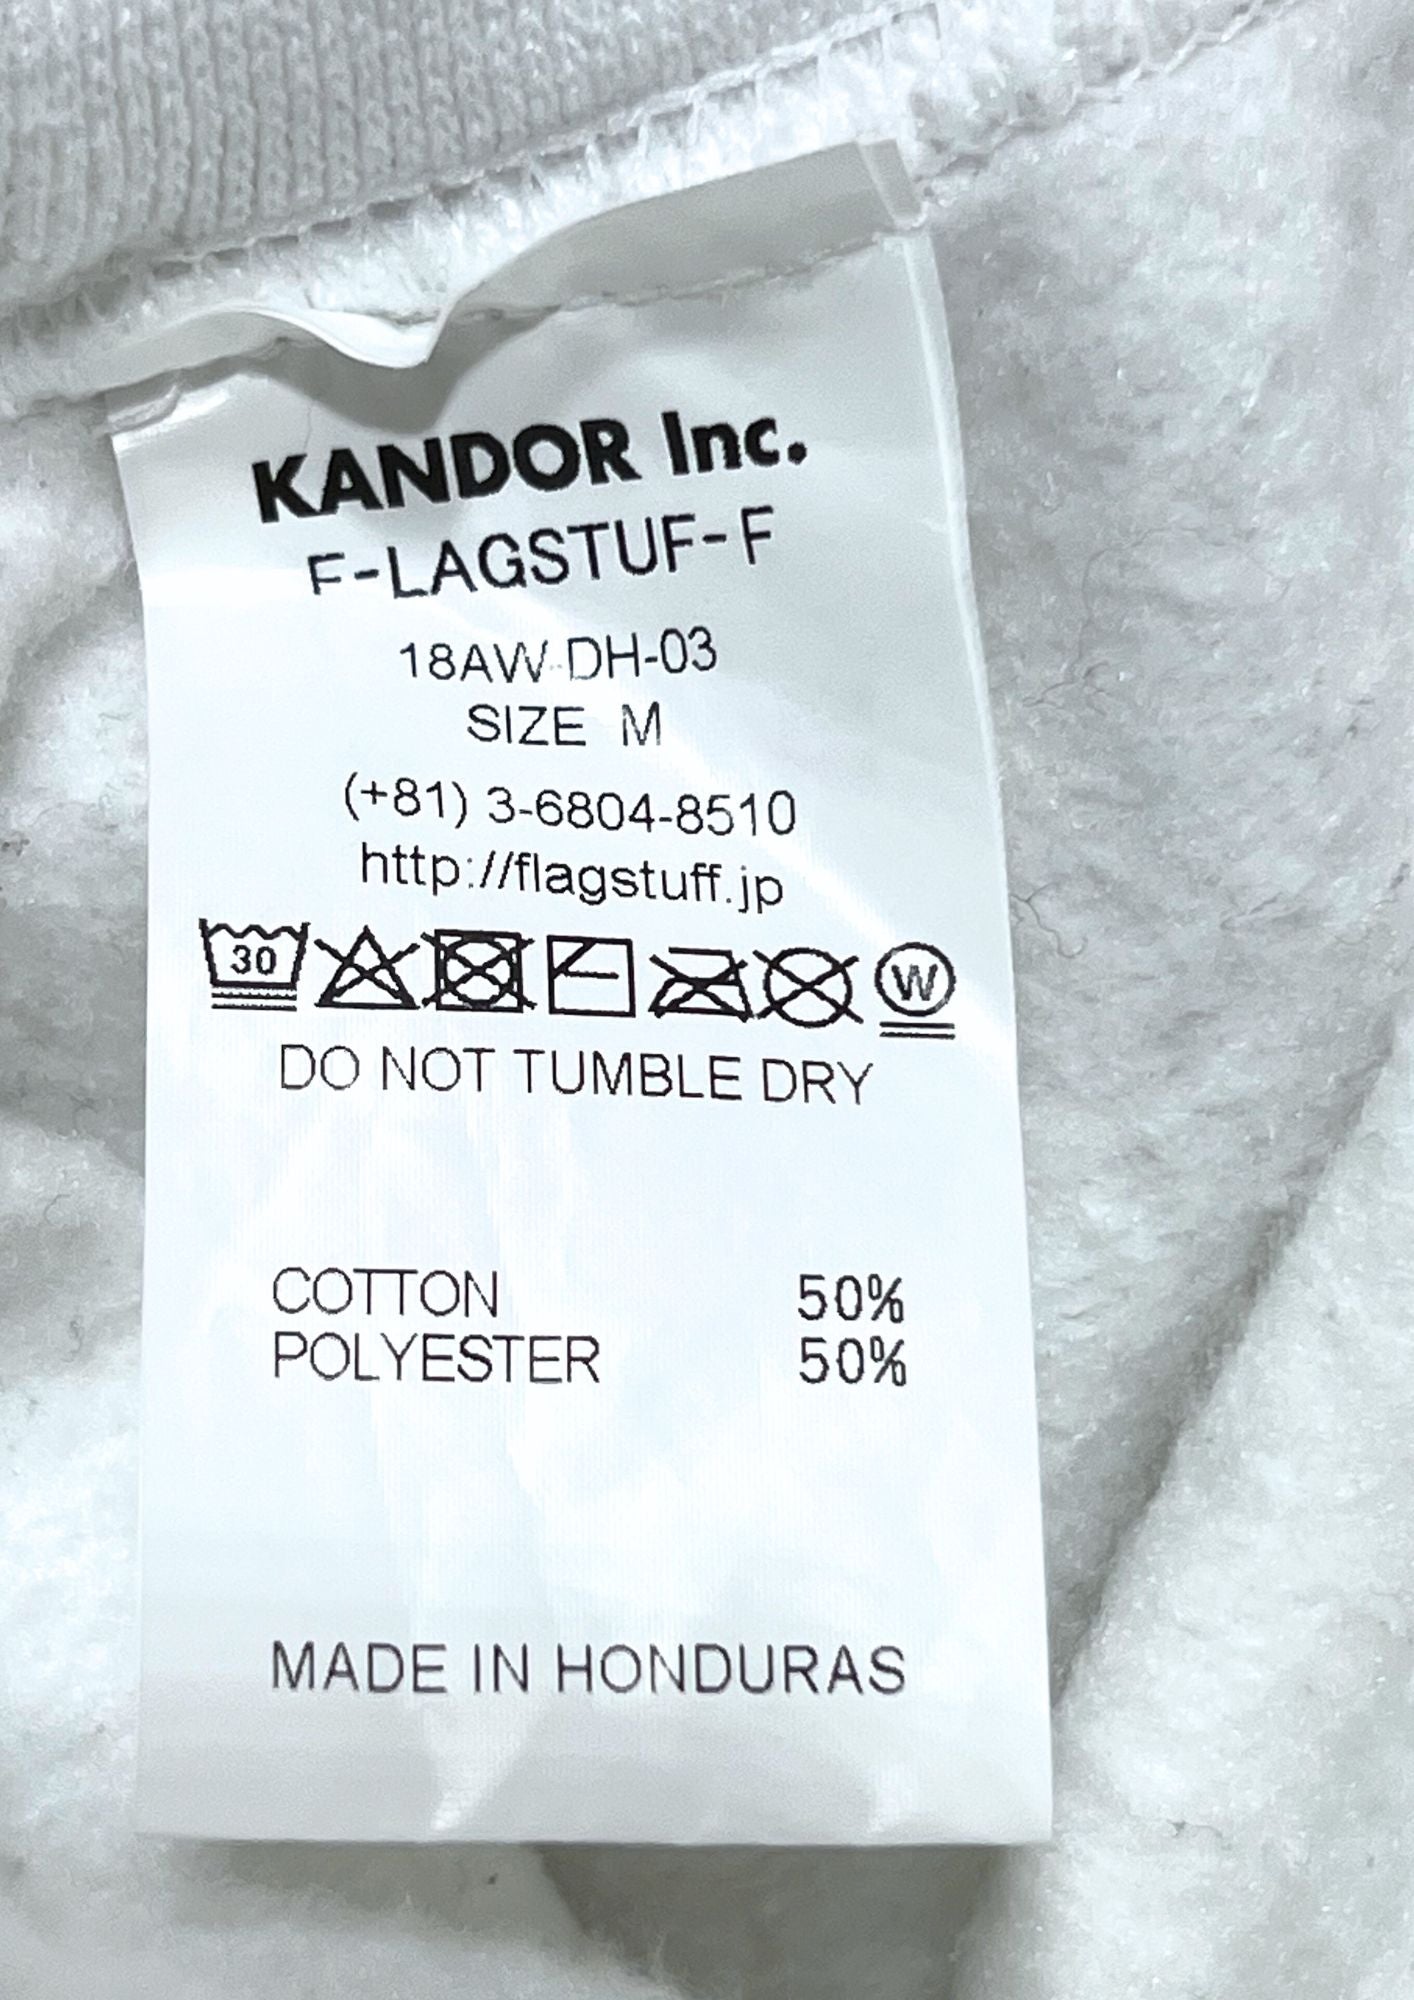 KANDOR Inc.
F-LAGSTUF-F
18AW-DH-03
SIZE M
(+81) 3-6804-8510
http://flagstuff.jp
30 W
DO NOT TUMBLE DRY
COTTON 50%
POLYESTER 50%
MADE IN HONDURAS